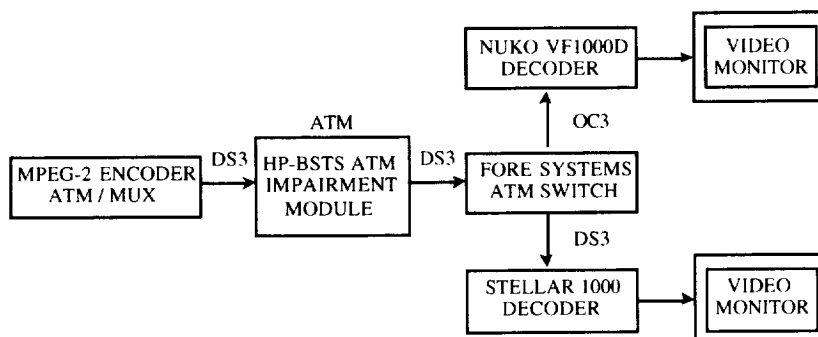 NUKO VF1000D
DECODER
VIDEO
MONITOR
OC3
ATM
DS3
HP-BSTS ATM
IMPAIRMENT
MODULE
DS3
MPEG-2 ENCODER
ATM / MUX
FORE SYSTEMS
ATM SWITCH
DS3
STELLAR 1000
DECODER
VIDEO
MONITOR